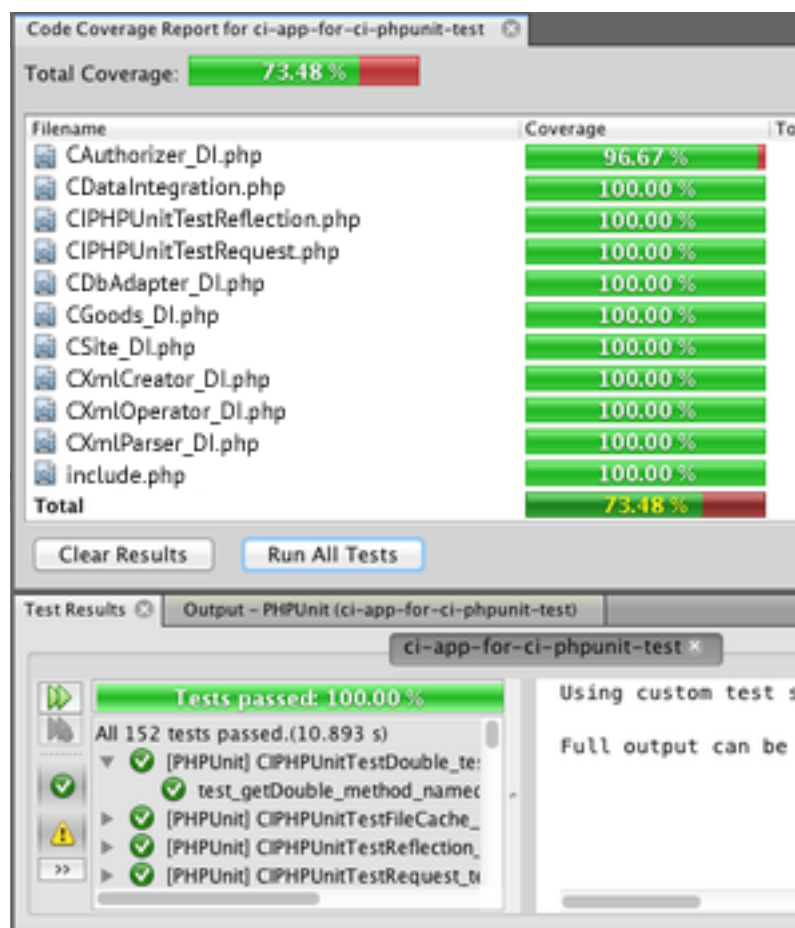 Code Coverage Report for ci-app-for-ci-phpunit-test
Total Coverage: 73.48 %
Filename Coverage To
CAuthorizer_DI.php 96.67 %
CDataIntegration.php 100.00 %
CIPHPUnitTestReflection.php 100.00 %
CIPHPUnitTestRequest.php 100.00 %
CDbAdapter_DI.php 100.00 %
CGoods_DI.php 100.00 %
CSite_DI.php 100.00 %
CXmlCreator_DI.php 100.00 %
CXmlOperator_DI.php 100.00 %
CXmlParser_DI.php 100.00 %
include.php 100.00 %
Total 73.48 %
Clear Results Run All Tests
Test Results Output – PHPUnit (ci-app-for-ci-phpunit-test)
ci-app-for-ci-phpunit-test
Tests passed: 100.00 %
All 152 tests passed.(10.893 s)
[PHPUnit] CIPHPUnitTestDouble_te
test_getDouble_method_named
[PHPUnit] CIPHPUnitTestFileCache_
[PHPUnit] CIPHPUnitTestReflection_
[PHPUnit] CIPHPUnitTestRequest_te
>>
Using custom test s
Full output can be